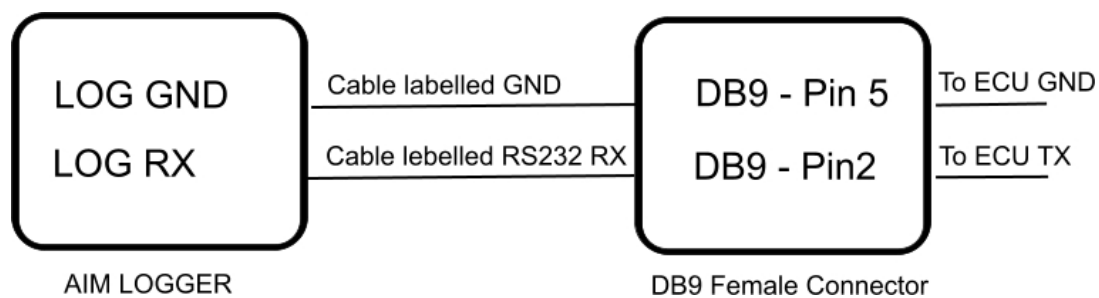 LOG GND
LOG RX
Cable labelled GND
Cable lebelled RS232 RX
DB9 - Pin 5
DB9 - Pin2
To ECU GND
To ECU TX
AIM LOGGER
DB9 Female Connector